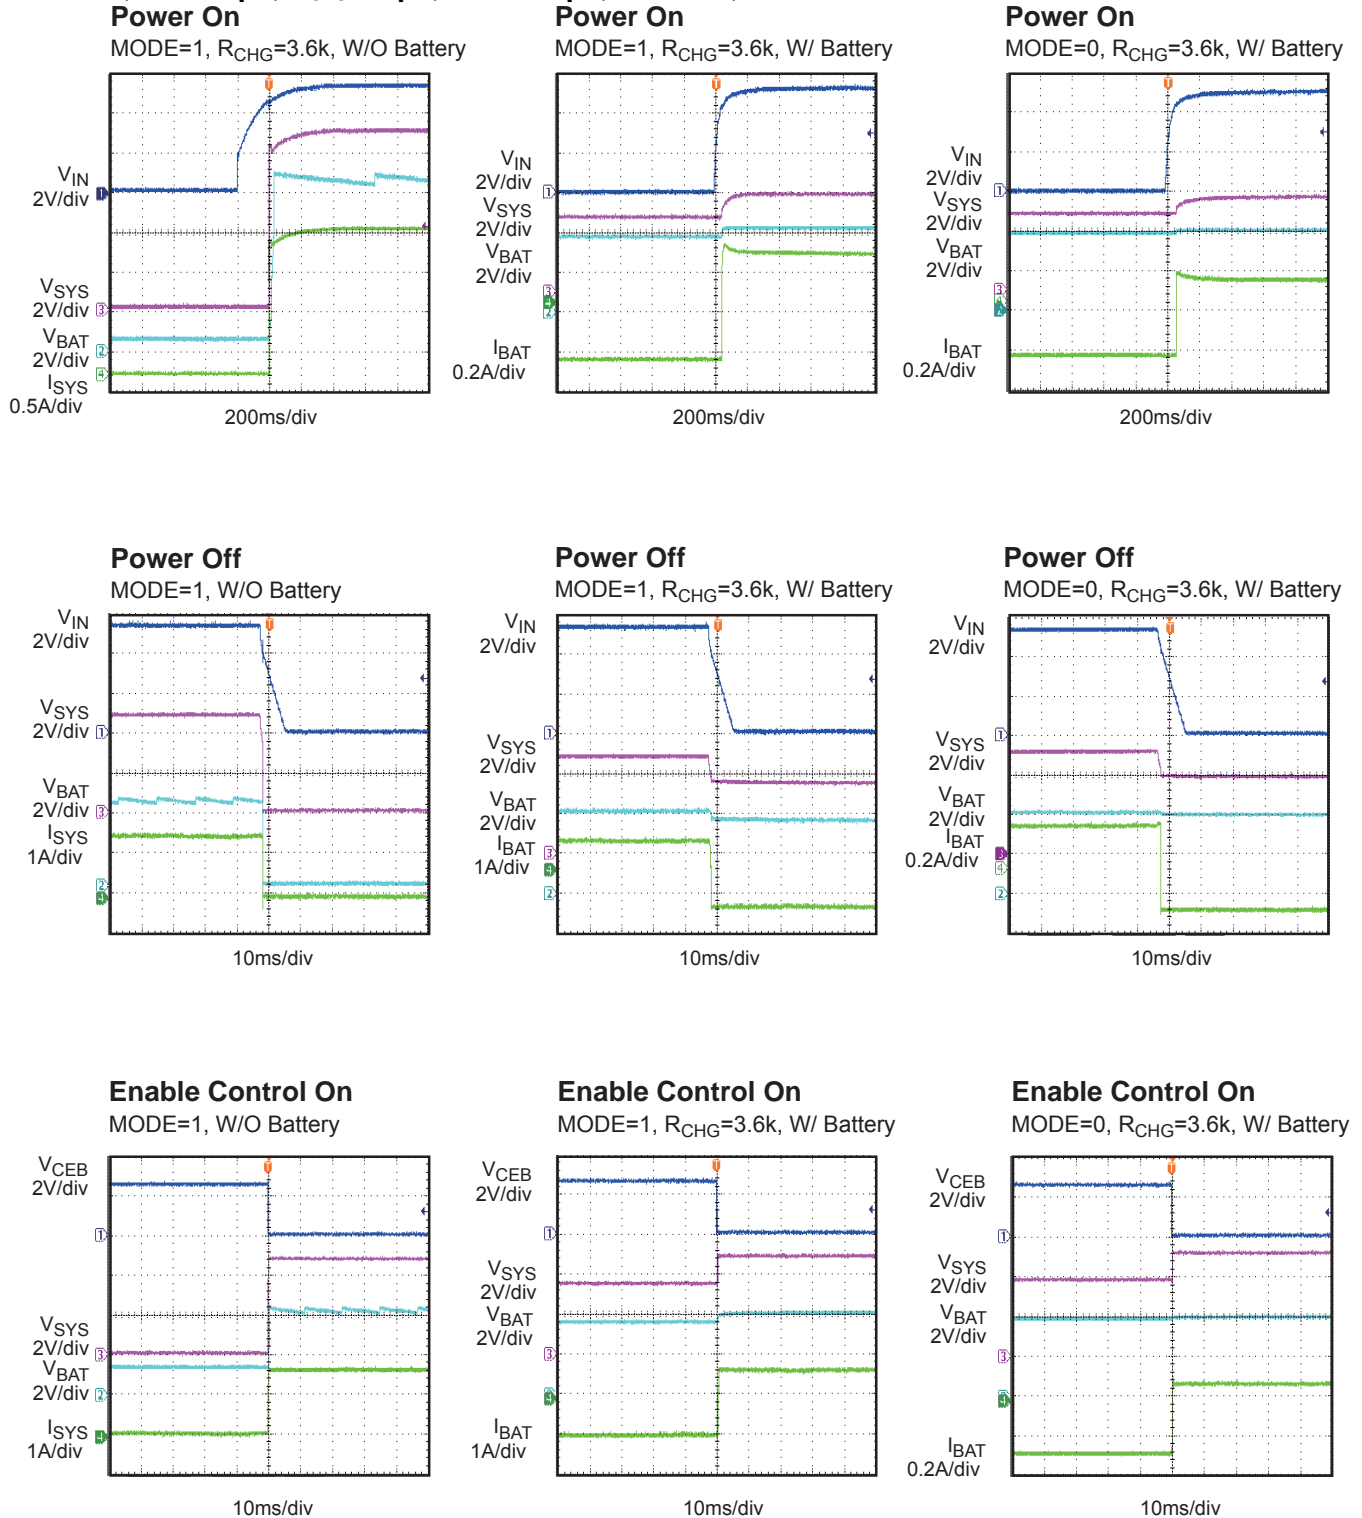 Power On
MODE=1, RCHG=3.6k, W/O Battery
VIN
2V/div
VSYS
2V/div
VBAT
2V/div
ISYS
0.5A/div
200ms/div
Power On
MODE=1, RCHG=3.6k, W/ Battery
VIN
2V/div
VSYS
2V/div
VBAT
2V/div
IBAT
0.2A/div
200ms/div
Power On
MODE=0, RCHG=3.6k, W/ Battery
VIN
2V/div
VSYS
2V/div
VBAT
2V/div
IBAT
0.2A/div
200ms/div
Power Off
MODE=1, W/O Battery
VIN
2V/div
VSYS
2V/div
VBAT
2V/div
ISYS
1A/div
10ms/div
Power Off
MODE=1, RCHG=3.6k, W/ Battery
VIN
2V/div
VSYS
2V/div
VBAT
2V/div
IBAT
1A/div
10ms/div
Power Off
MODE=0, RCHG=3.6k, W/ Battery
VIN
2V/div
VSYS
2V/div
VBAT
2V/div
IBAT
0.2A/div
10ms/div
Enable Control On
MODE=1, W/O Battery
VCEB
2V/div
VSYS
2V/div
VBAT
2V/div
ISYS
1A/div
10ms/div
Enable Control On
MODE=1, RCHG=3.6k, W/ Battery
VCEB
2V/div
VSYS
2V/div
VBAT
2V/div
IBAT
1A/div
10ms/div
Enable Control On
MODE=0, RCHG=3.6k, W/ Battery
VCEB
2V/div
VSYS
2V/div
VBAT
2V/div
IBAT
0.2A/div
10ms/div